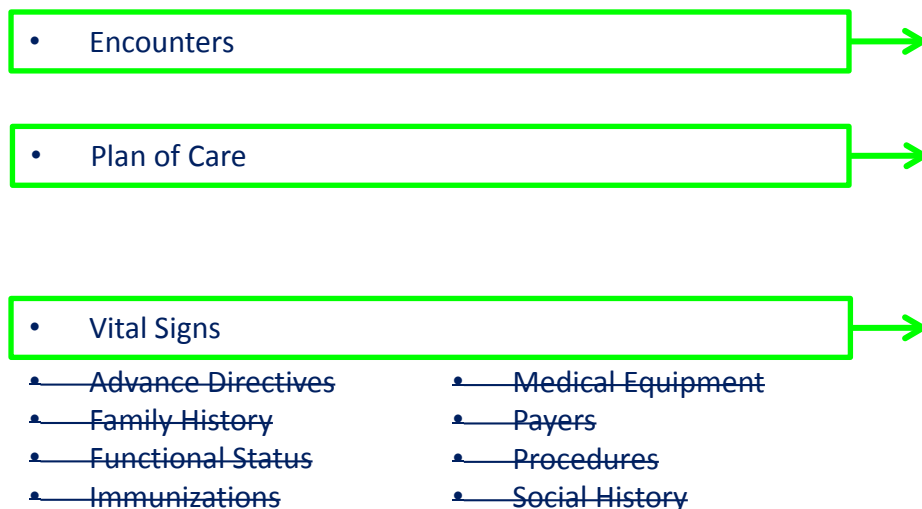 • Encounters
• Plan of Care
• Vital Signs
• Advance Directives
• Family History
• Functional Status
• Immunizations
• Medical Equipment
• Payers
• Procedures
• Social History